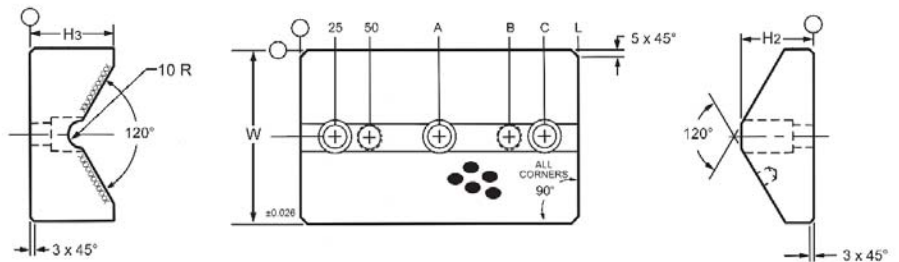 H3
10 R
120°
3 x 45°
25 50 A B C L
5 x 45°
W
ALL
CORNERS
90°
±0.026
H2
120°
3 x 45°